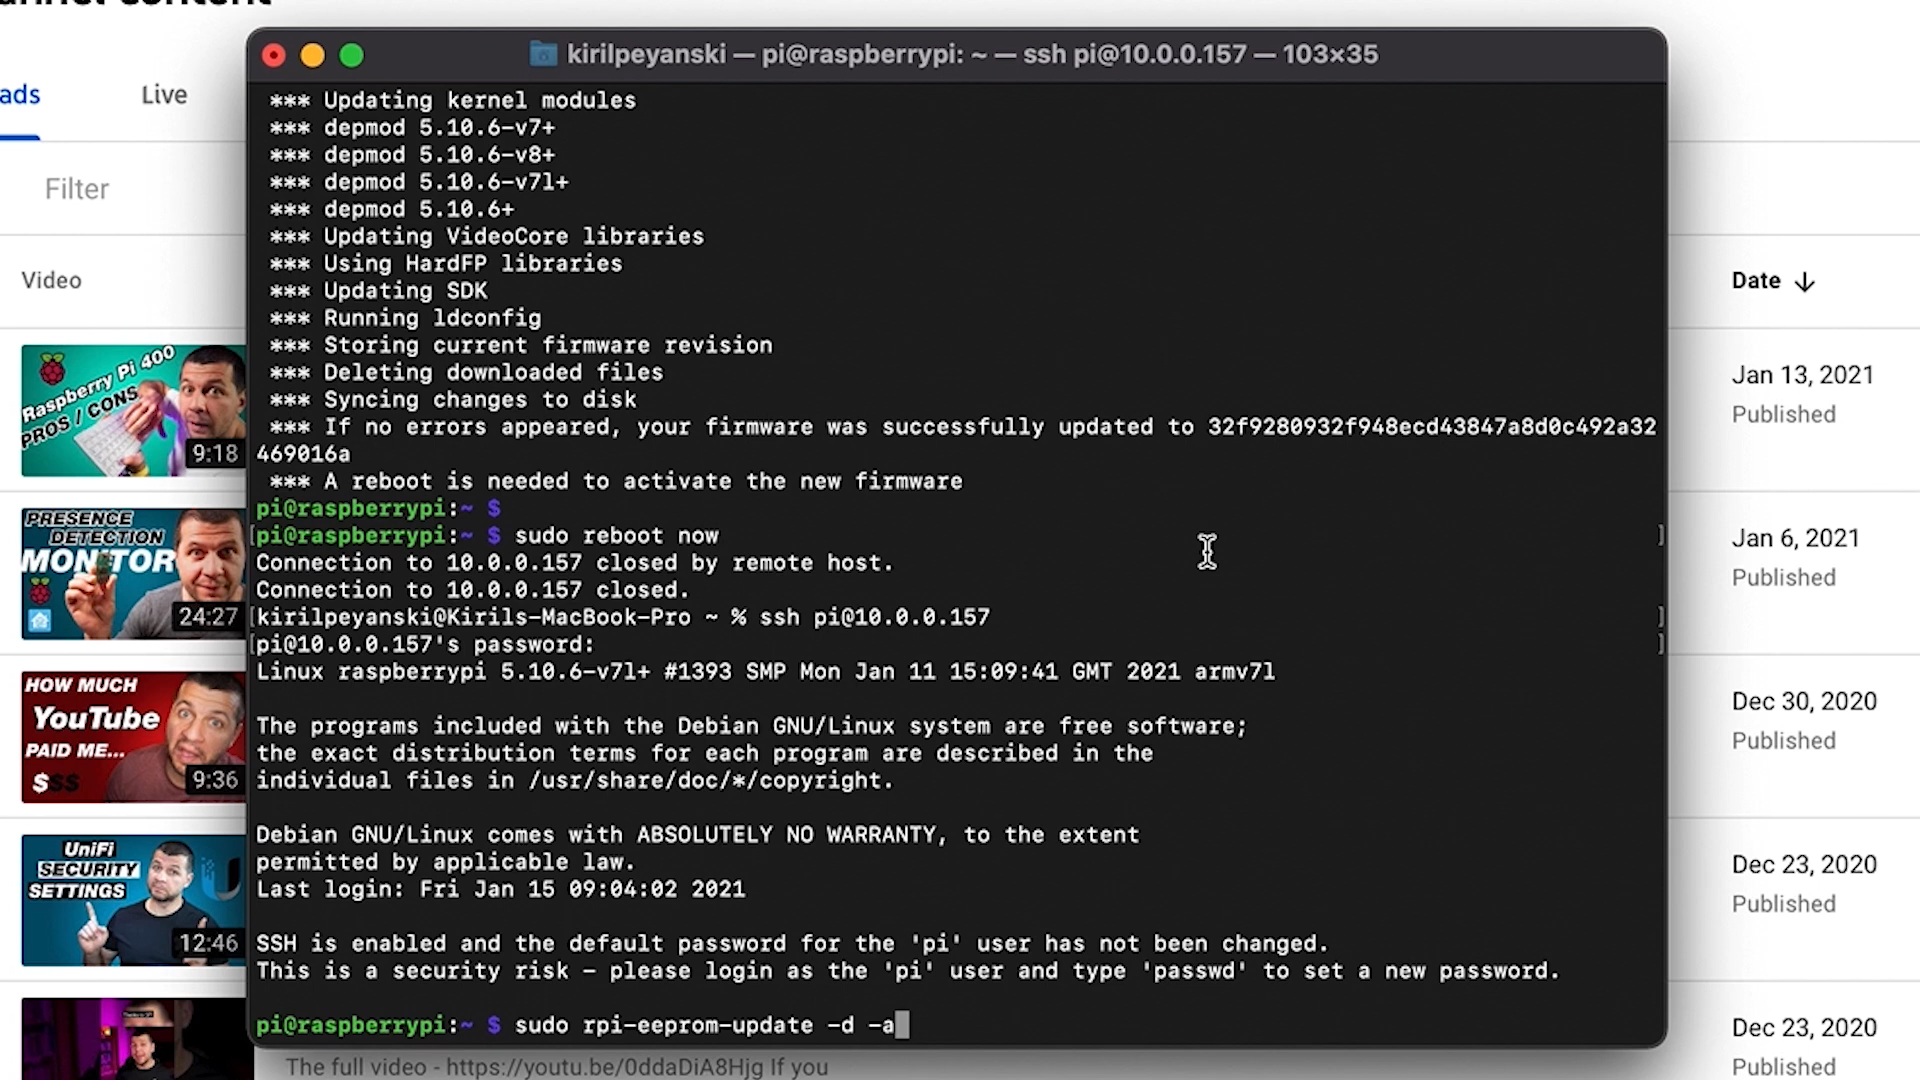 kirilpeyanski — pi@raspberrypi: ~ — ssh pi@10.0.0.157 — 103×35
ads
Live
Filter
Video
Date ↓
Raspberry Pi 400
PROS / CONS
9:18
Jan 13, 2021
Published
PRESENCE
DETECTION
MONITOR
24:27
Jan 6, 2021
Published
HOW MUCH
YouTube
PAID ME...
$$$
9:36
Dec 30, 2020
Published
UniFi
SECURITY
SETTINGS
12:46
Dec 23, 2020
Published
Dec 23, 2020
Published
*** Updating kernel modules
*** depmod 5.10.6-v7+
*** depmod 5.10.6-v8+
*** depmod 5.10.6-v7l+
*** depmod 5.10.6+
*** Updating VideoCore libraries
*** Using HardFP libraries
*** Updating SDK
*** Running ldconfig
*** Storing current firmware revision
*** Deleting downloaded files
*** Syncing changes to disk
*** If no errors appeared, your firmware was successfully updated to 32f9280932f948ecd43847a8d0c492a32
469016a
*** A reboot is needed to activate the new firmware
pi@raspberrypi:~ $
[pi@raspberrypi:~ $ sudo reboot now ]
Connection to 10.0.0.157 closed by remote host.
Connection to 10.0.0.157 closed.
[kirilpeyanski@Kirils-MacBook-Pro ~ % ssh pi@10.0.0.157 ]
[pi@10.0.0.157's password: ]
Linux raspberrypi 5.10.6-v7l+ #1393 SMP Mon Jan 11 15:09:41 GMT 2021 armv7l
The programs included with the Debian GNU/Linux system are free software;
the exact distribution terms for each program are described in the
individual files in /usr/share/doc/*/copyright.
Debian GNU/Linux comes with ABSOLUTELY NO WARRANTY, to the extent
permitted by applicable law.
Last login: Fri Jan 15 09:04:02 2021
SSH is enabled and the default password for the 'pi' user has not been changed.
This is a security risk - please login as the 'pi' user and type 'passwd' to set a new password.
pi@raspberrypi:~ $ sudo rpi-eeprom-update -d -a
The full video - https://youtu.be/0ddaDiA8Hjg If you